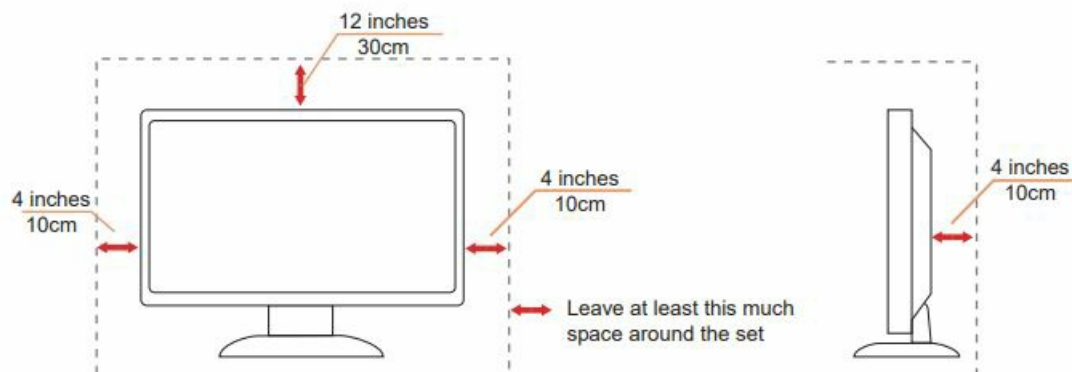 12 inches
30cm
4 inches
10cm
4 inches
10cm
4 inches
10cm
Leave at least this much
space around the set